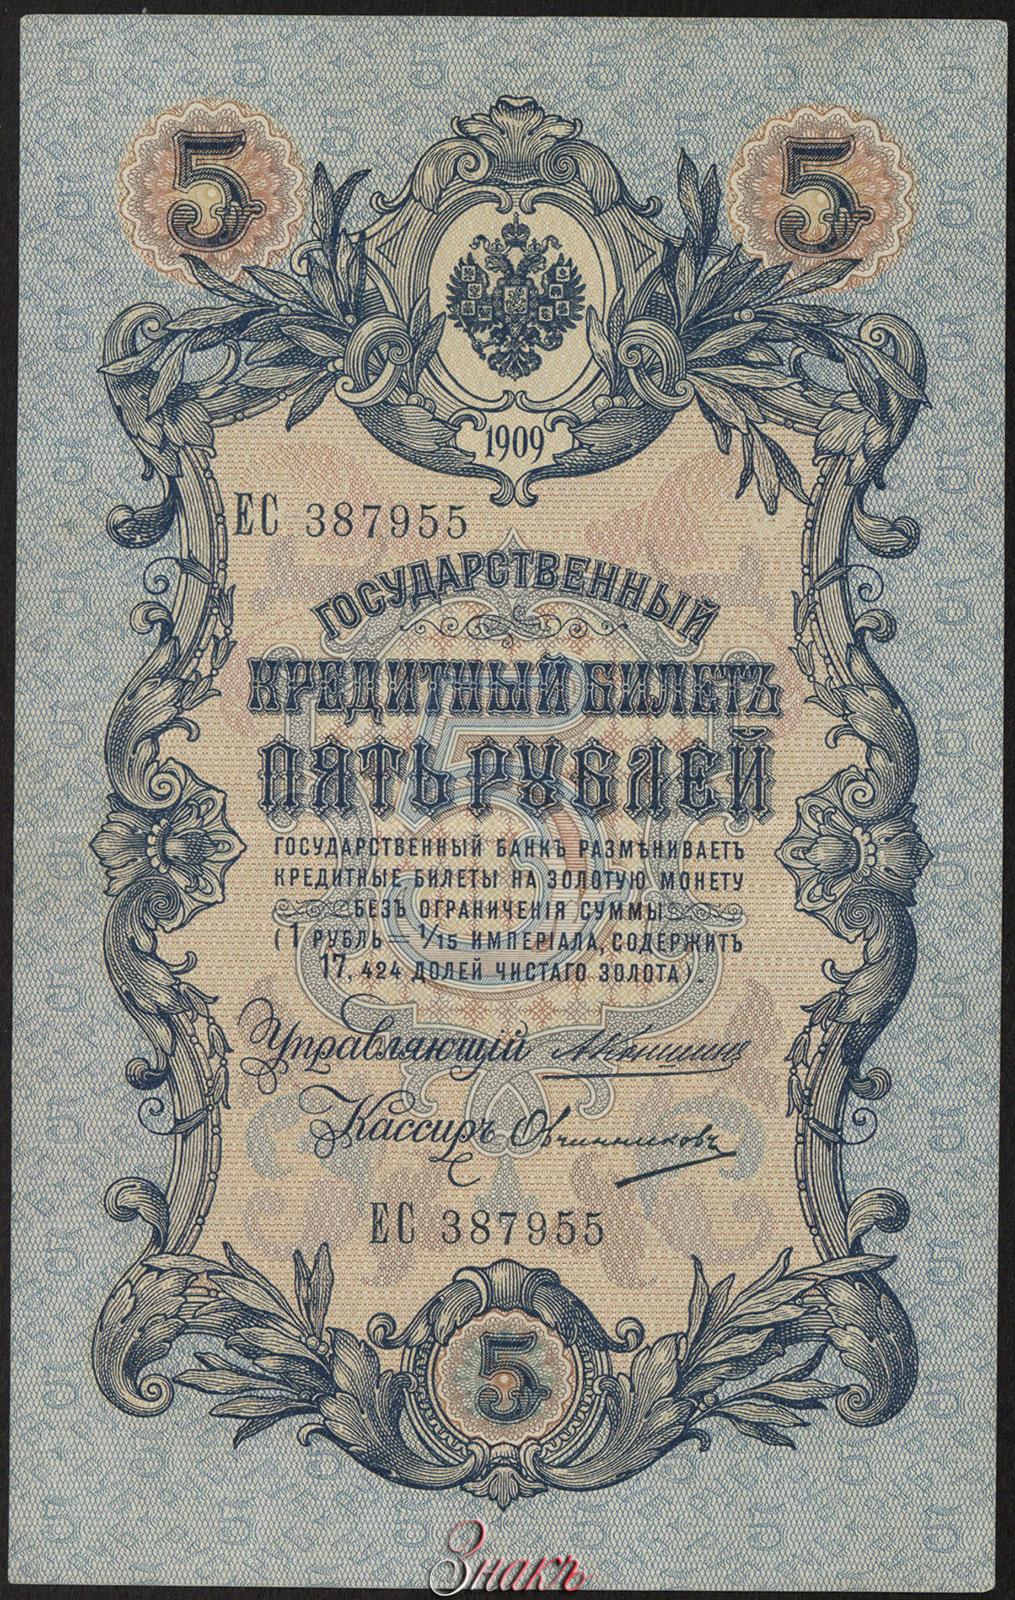 5 5
1909
ЕС 387955
ГОСУДАРСТВЕННЫЙ
КРЕДИТНЫЙ БИЛЕТЪ
ПЯТЬ РУБЛЕЙ
5
ГОСУДАРСТВЕННЫЙ БАНКЪ РАЗМѢНИВАЕТЪ
КРЕДИТНЫЕ БИЛЕТЫ НА ЗОЛОТУЮ МОНЕТУ
БЕЗЪ ОГРАНИЧЕНІЯ СУММЫ
(1 РУБЛЬ = 1/15 ИМПЕРІАЛА, СОДЕРЖИТЪ
17,424 ДОЛЕЙ ЧИСТАГО ЗОЛОТА).
Управляющій АКоншинъ
Кассиръ Овчинниковъ
ЕС 387955
5
Знакъ